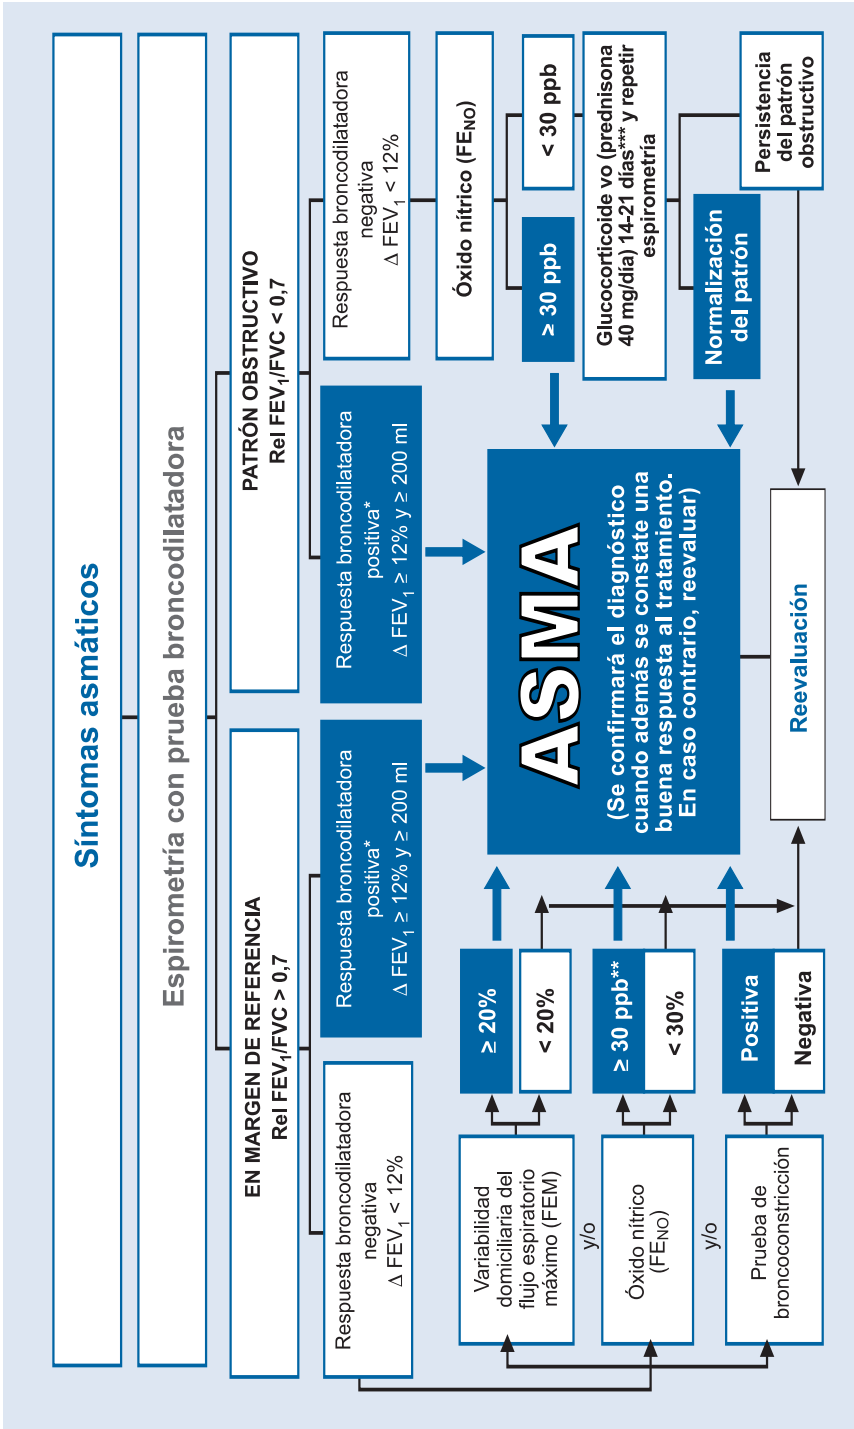 Síntomas asmáticos
Espirometría con prueba broncodilatadora
EN MARGEN DE REFERENCIA
Rel FEV1/FVC > 0,7
PATRÓN OBSTRUCTIVO
Rel FEV1/FVC < 0,7
Respuesta broncodilatadora
negativa
Δ FEV1 < 12%
Respuesta broncodilatadora
positiva*
Δ FEV1 ≥ 12% y ≥ 200 ml
Respuesta broncodilatadora
positiva*
Δ FEV1 ≥ 12% y ≥ 200 ml
Respuesta broncodilatadora
negativa
Δ FEV1 < 12%
Óxido nítrico (FENO)
≥ 30 ppb
< 30 ppb
Glucocorticoide vo (prednisona
40 mg/día) 14-21 días*** y repetir
espirometría
Normalización
del patrón
Persistencia
del patrón
obstructivo
Variabilidad
domiciliaria del
flujo espiratorio
máximo (FEM)
≥ 20%
< 20%
y/o
Óxido nítrico
(FENO)
≥ 30 ppb**
< 30%
y/o
Prueba de
broncoconstricción
Positiva
Negativa
ASMA
(Se confirmará el diagnóstico
cuando además se constate una
buena respuesta al tratamiento.
En caso contrario, reevaluar)
Reevaluación